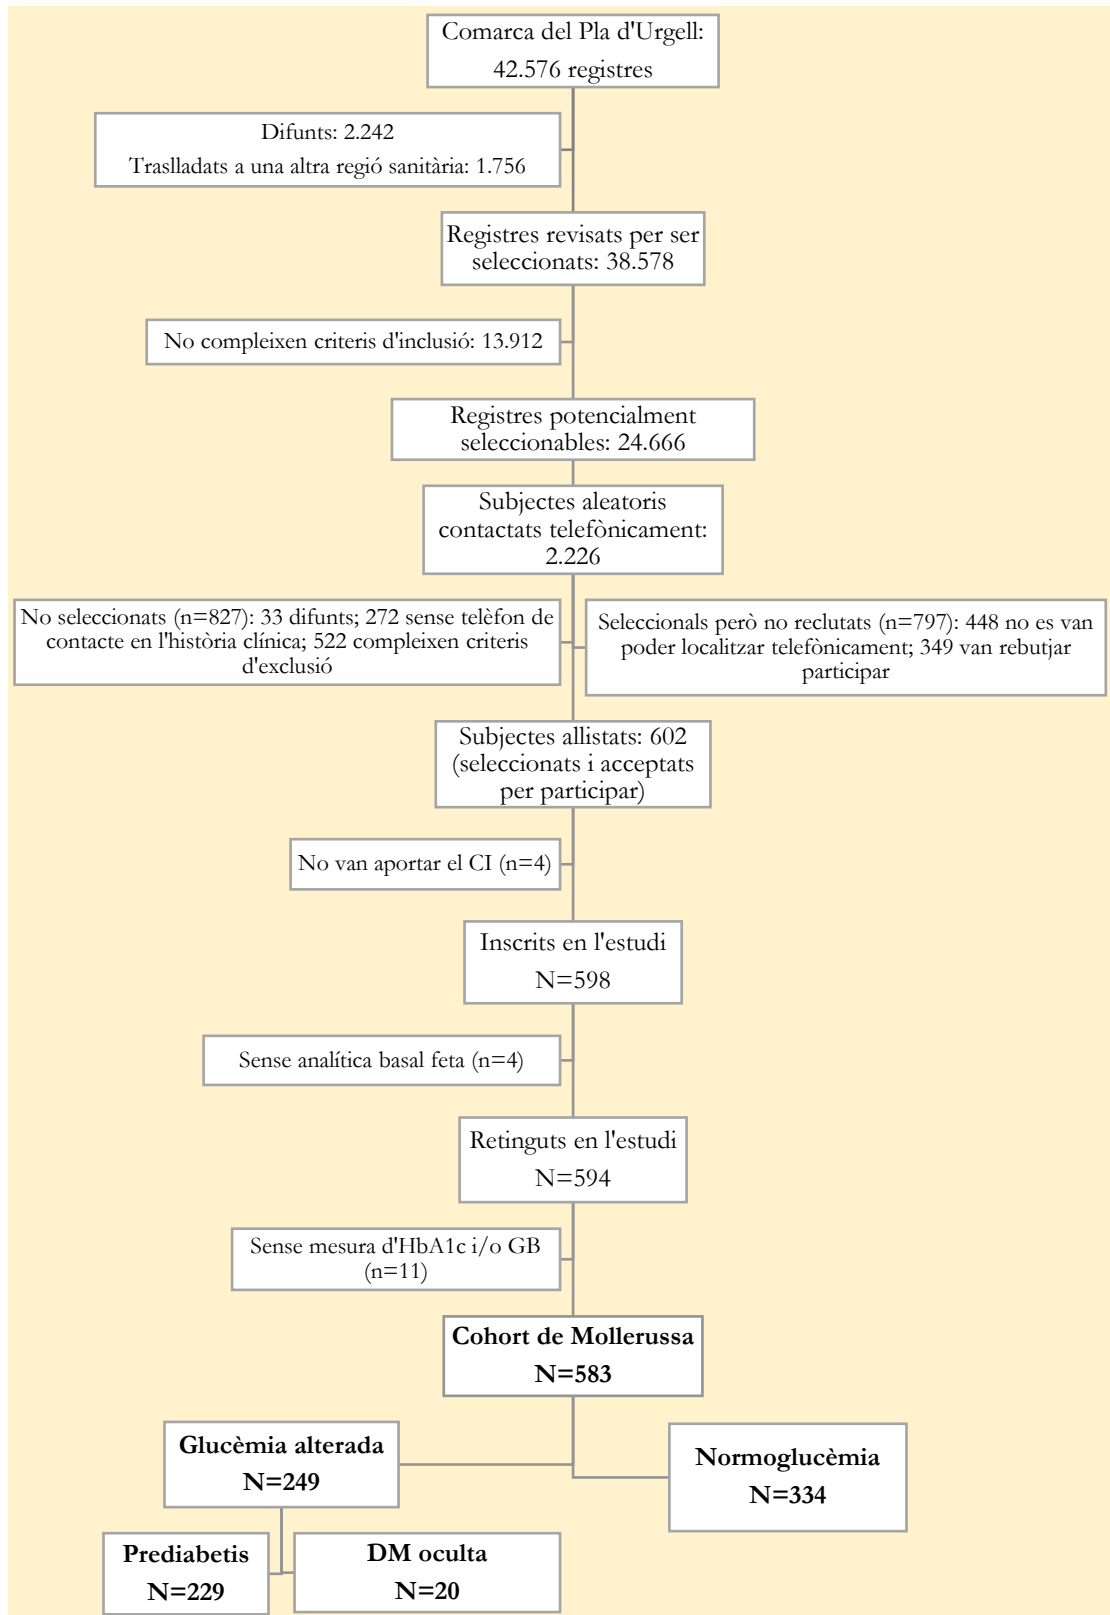 Comarca del Pla d'Urgell:
42.576 registres
Difunts: 2.242
Traslladats a una altra regió sanitària: 1.756
Registres revisats per ser
seleccionats: 38.578
No compleixen criteris d'inclusió: 13.912
Registres potencialment
seleccionables: 24.666
Subjectes aleatoris
contactats telefònicament:
2.226
No seleccionats (n=827): 33 difunts; 272 sense telèfon de
contacte en l'història clínica; 522 compleixen criteris
d'exclusió
Seleccionals però no reclutats (n=797): 448 no es van
poder localitzar telefònicament; 349 van rebutjar
participar
Subjectes allistats: 602
(seleccionats i acceptats
per participar)
No van aportar el CI (n=4)
Inscrits en l'estudi
N=598
Sense analítica basal feta (n=4)
Retinguts en l'estudi
N=594
Sense mesura d'HbA1c i/o GB
(n=11)
Cohort de Mollerussa
N=583
Glucèmia alterada
N=249
Normoglucèmia
N=334
Prediabetis
N=229
DM oculta
N=20